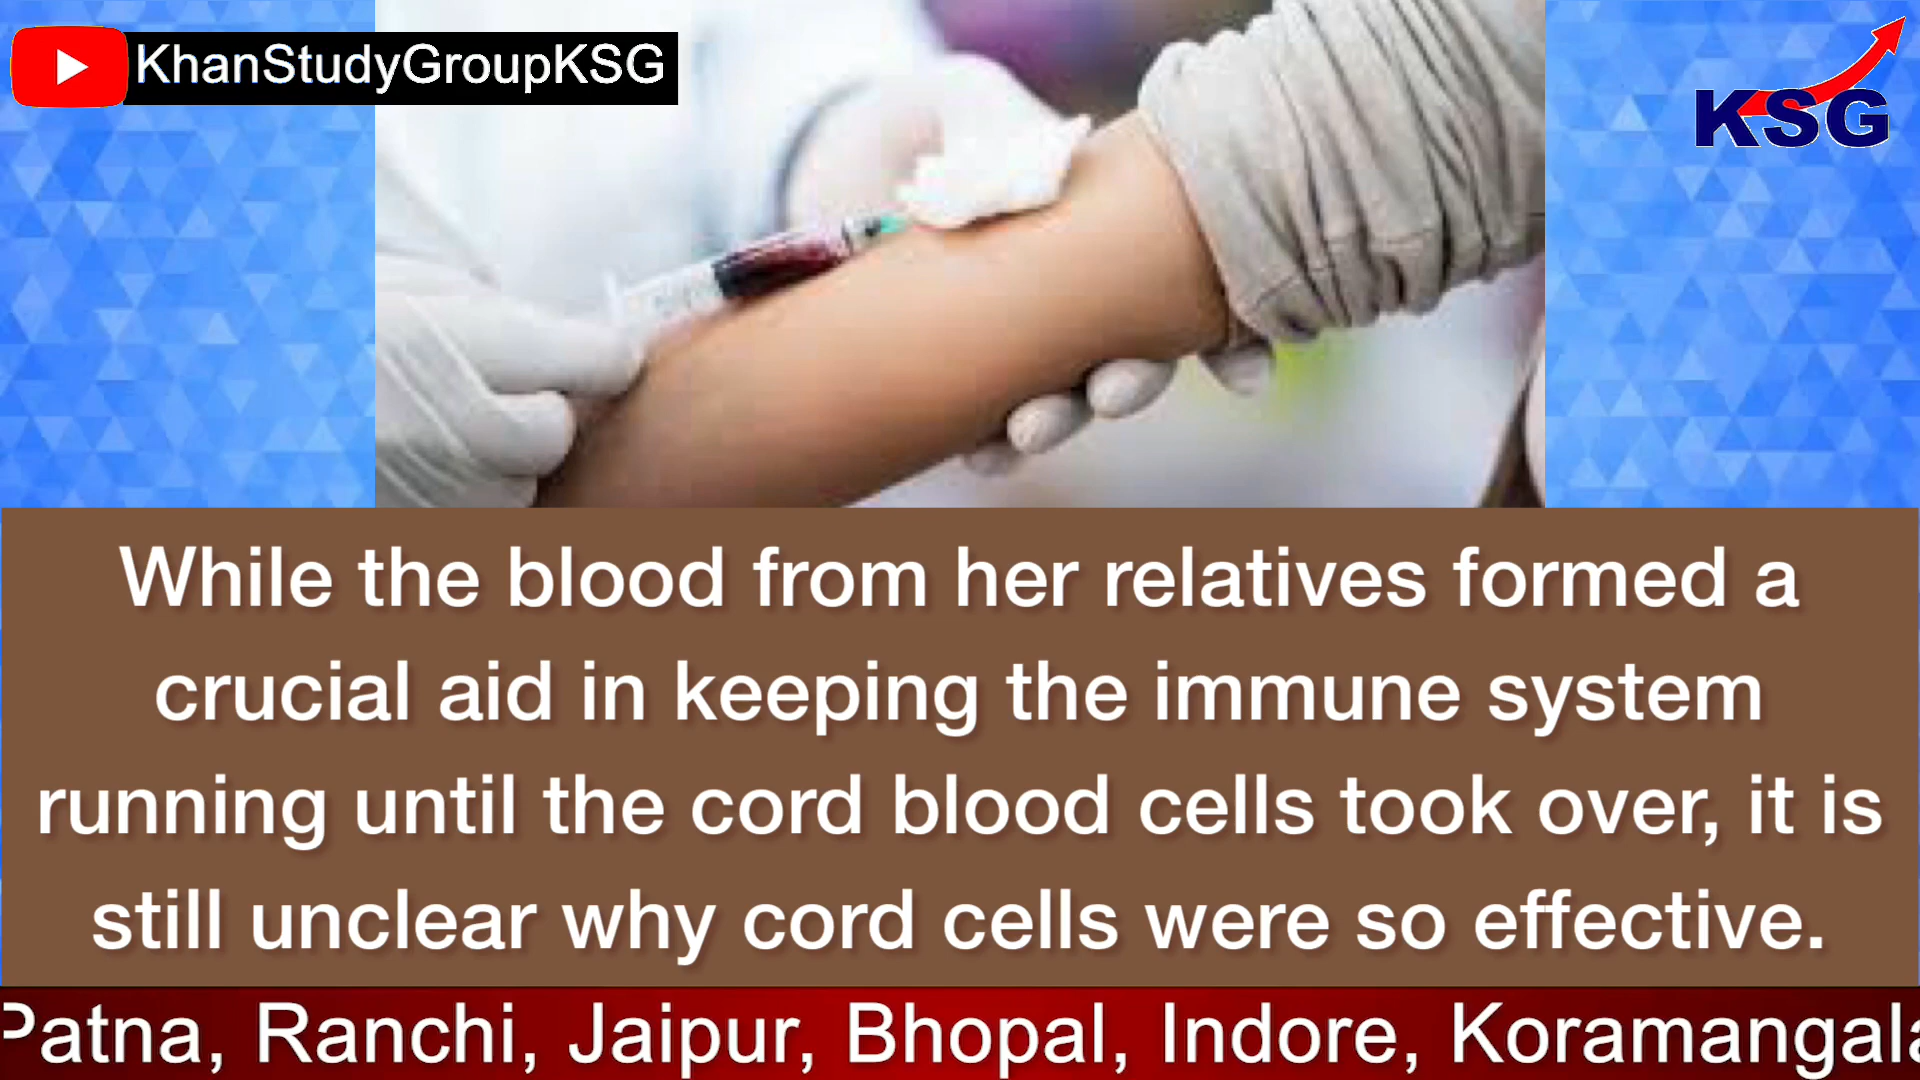 KhanStudyGroupKSG
KSG
While the blood from her relatives formed a
crucial aid in keeping the immune system
running until the cord blood cells took over, it is
still unclear why cord cells were so effective.
Patna, Ranchi, Jaipur, Bhopal, Indore, Koramangala